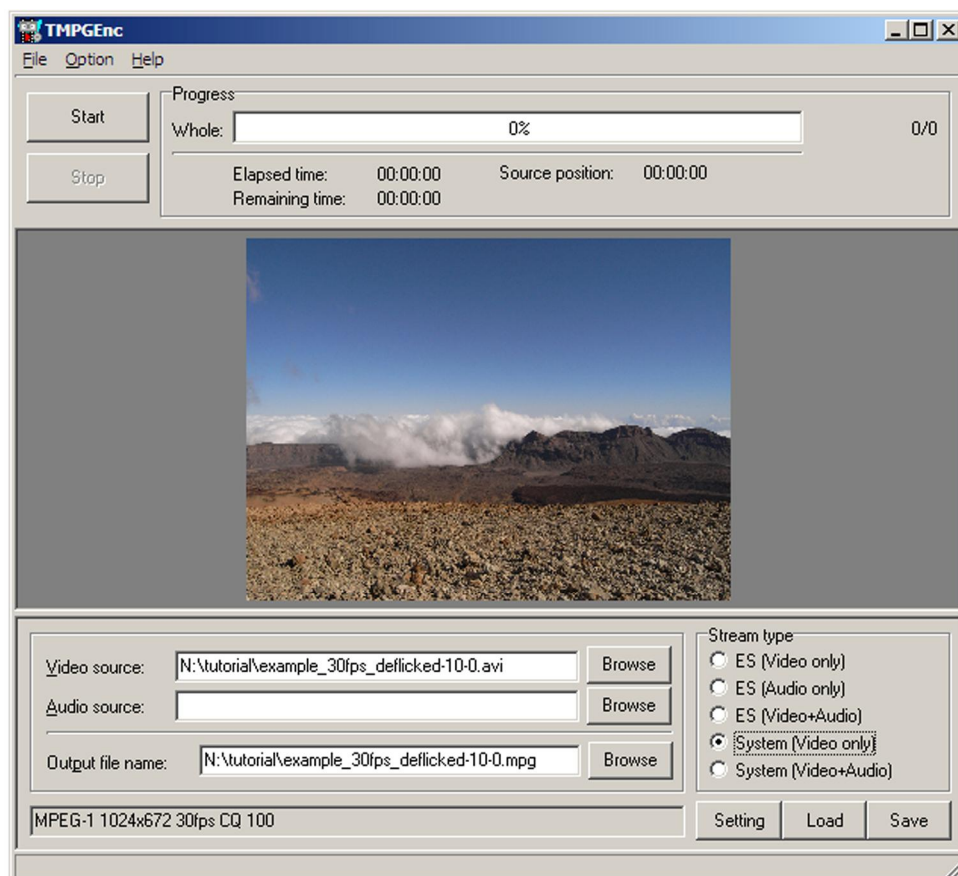 TMPGEnc
File Option Help
Start
Stop
Progress
Whole: 0% 0/0
Elapsed time: 00:00:00 Source position: 00:00:00
Remaining time: 00:00:00
Video source: N:\tutorial\example_30fps_deflicked-10-0.avi Browse
Audio source: Browse
Output file name: N:\tutorial\example_30fps_deflicked-10-0.mpg Browse
Stream type
ES (Video only)
ES (Audio only)
ES (Video+Audio)
System (Video only)
System (Video+Audio)
MPEG-1 1024x672 30fps CQ 100
Setting Load Save